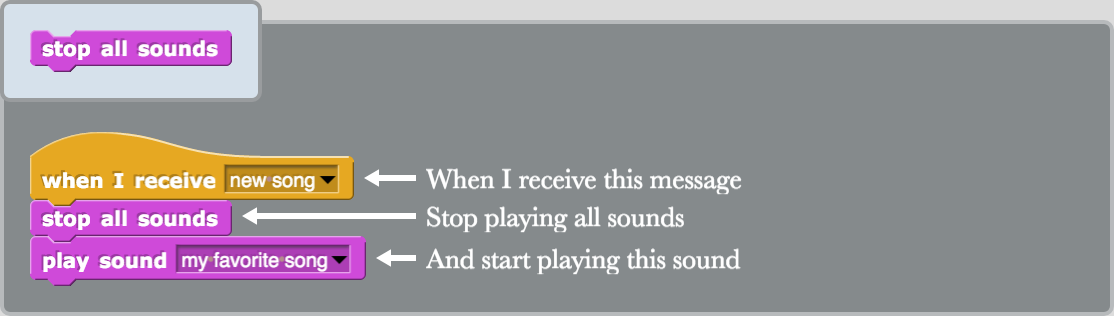 stop all sounds
when I receive new song When I receive this message
stop all sounds Stop playing all sounds
play sound my favorite song And start playing this sound